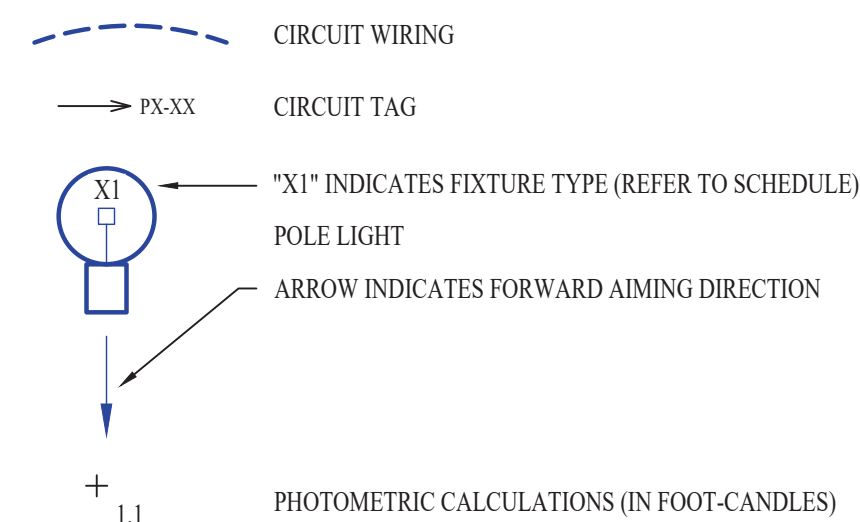 CIRCUIT WIRING
PX-XX CIRCUIT TAG
X1 "X1" INDICATES FIXTURE TYPE (REFER TO SCHEDULE)
POLE LIGHT
ARROW INDICATES FORWARD AIMING DIRECTION
1.1 PHOTOMETRIC CALCULATIONS (IN FOOT-CANDLES)